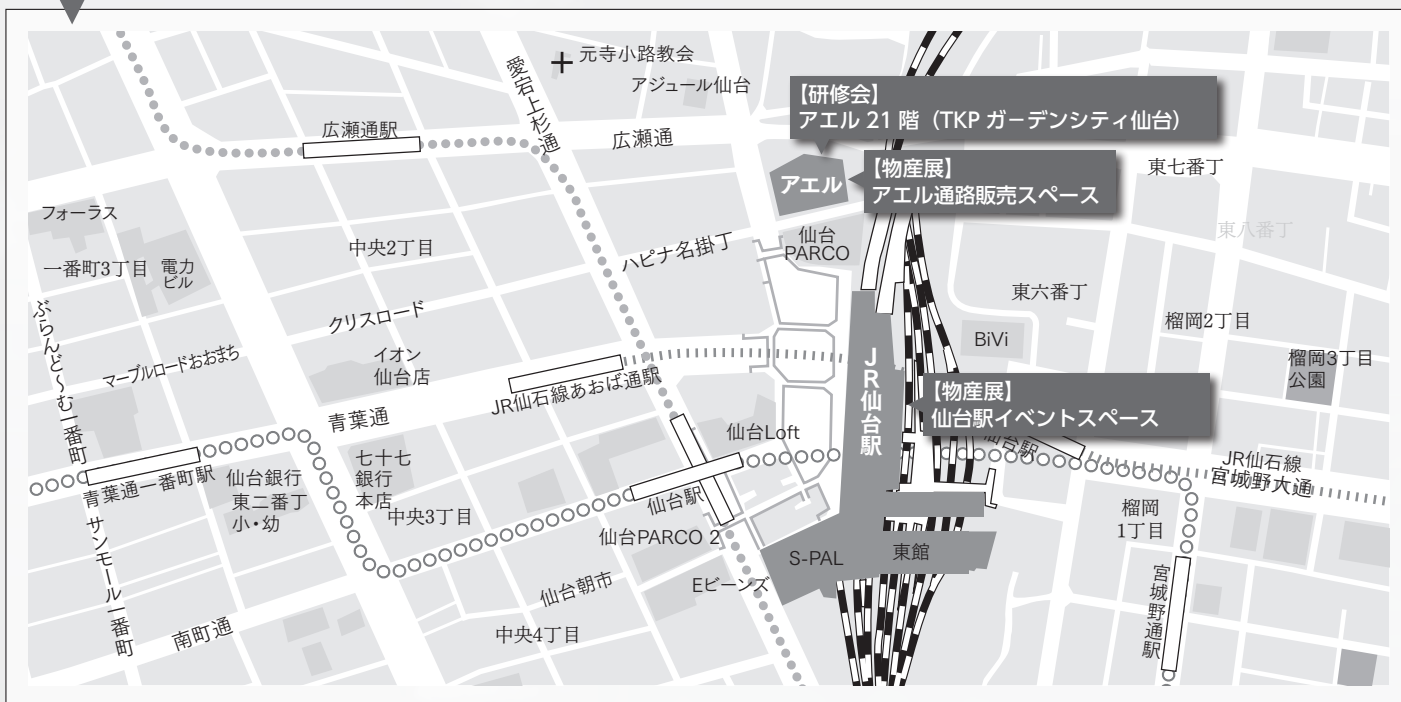 元寺小路教会
アジュール仙台
愛宕上杉通
【研修会】
アエル 21 階（TKP ガーデンシティ仙台）
広瀬通駅
広瀬通
アエル
【物産展】
アエル通路販売スペース
東七番丁
フォーラス
一番町3丁目
電力
ビル
中央2丁目
ハピナ名掛丁
仙台
PARCO
東八番丁
東六番丁
ぶらんど〜む一番町
クリスロード
マーブルロードおおまち
イオン
仙台店
JR仙石線あおば通駅
JR仙台駅
BiVi
榴岡2丁目
榴岡3丁目
公園
【物産展】
仙台駅イベントスペース
青葉通
仙台Loft
仙台駅
JR仙石線
宮城野大通
青葉通一番町駅
仙台銀行
東二番丁
小・幼
七十七
銀行
本店
中央3丁目
仙台駅
仙台PARCO 2
榴岡
1丁目
サンモール一番町
S-PAL
東館
Eビーンズ
仙台朝市
南町通
中央4丁目
宮城野通駅